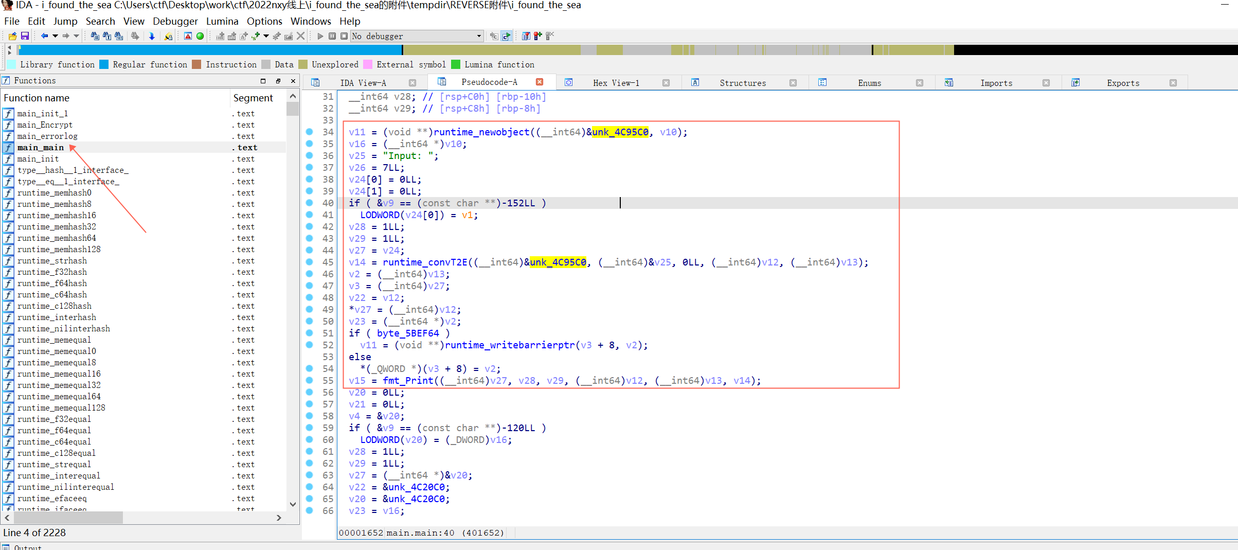 IDA - i_found_the_sea C:\Users\ctf\Desktop\work\ctf\2022nxy线上\i_found_the_sea的附件\tempdir\REVERSE附件\i_found_the_sea
File Edit Jump Search View Debugger Lumina Options Windows Help
No debugger
Library function Regular function Instruction Data Unexplored External symbol Lumina function
Functions
IDA View-A Pseudocode-A Hex View-1 Structures Enums Imports Exports
Function name Segment
main_init_1 .text
main_Encrypt .text
main_errorlog .text
main_main .text
main_init .text
type__hash__1_interface_ .text
type__eq__1_interface_ .text
runtime_memhash0 .text
runtime_memhash8 .text
runtime_memhash16 .text
runtime_memhash32 .text
runtime_memhash64 .text
runtime_memhash128 .text
runtime_strhash .text
runtime_f32hash .text
runtime_f64hash .text
runtime_c64hash .text
runtime_c128hash .text
runtime_interhash .text
runtime_nilinterhash .text
runtime_memequal .text
runtime_memequal0 .text
runtime_memequal8 .text
runtime_memequal16 .text
runtime_memequal32 .text
runtime_memequal64 .text
runtime_memequal128 .text
runtime_f32equal .text
runtime_f64equal .text
runtime_c64equal .text
runtime_c128equal .text
runtime_strequal .text
runtime_interequal .text
runtime_nilinterequal .text
runtime_efaceeq .text
runtime_ifaceeq .text
Line 4 of 2228
31 __int64 v28; // [rsp+C0h] [rbp-10h]
32 __int64 v29; // [rsp+C8h] [rbp-8h]
33
34 v11 = (void **)runtime_newobject((__int64)&unk_4C95C0, v10);
35 v16 = (__int64 *)v10;
36 v25 = "Input: ";
37 v26 = 7LL;
38 v24[0] = 0LL;
39 v24[1] = 0LL;
40 if ( &v9 == (const char **)-152LL )
41 LODWORD(v24[0]) = v1;
42 v28 = 1LL;
43 v29 = 1LL;
44 v27 = v24;
45 v14 = runtime_convT2E((__int64)&unk_4C95C0, (__int64)&v25, 0LL, (__int64)v12, (__int64)v13);
46 v2 = (__int64)v13;
47 v3 = (__int64)v27;
48 v22 = v12;
49 *v27 = (__int64)v12;
50 v23 = (__int64 *)v2;
51 if ( byte_5BEF64 )
52 v11 = (void **)runtime_writebarrierptr(v3 + 8, v2);
53 else
54 *(_QWORD *)(v3 + 8) = v2;
55 v15 = fmt_Print((__int64)v27, v28, v29, (__int64)v12, (__int64)v13, v14);
56 v20 = 0LL;
57 v21 = 0LL;
58 v4 = &v20;
59 if ( &v9 == (const char **)-120LL )
60 LODWORD(v20) = (_DWORD)v16;
61 v28 = 1LL;
62 v29 = 1LL;
63 v27 = (__int64 *)&v20;
64 v22 = &unk_4C20C0;
65 v20 = &unk_4C20C0;
66 v23 = v16;
00001652 main.main:40 (401652)
Output